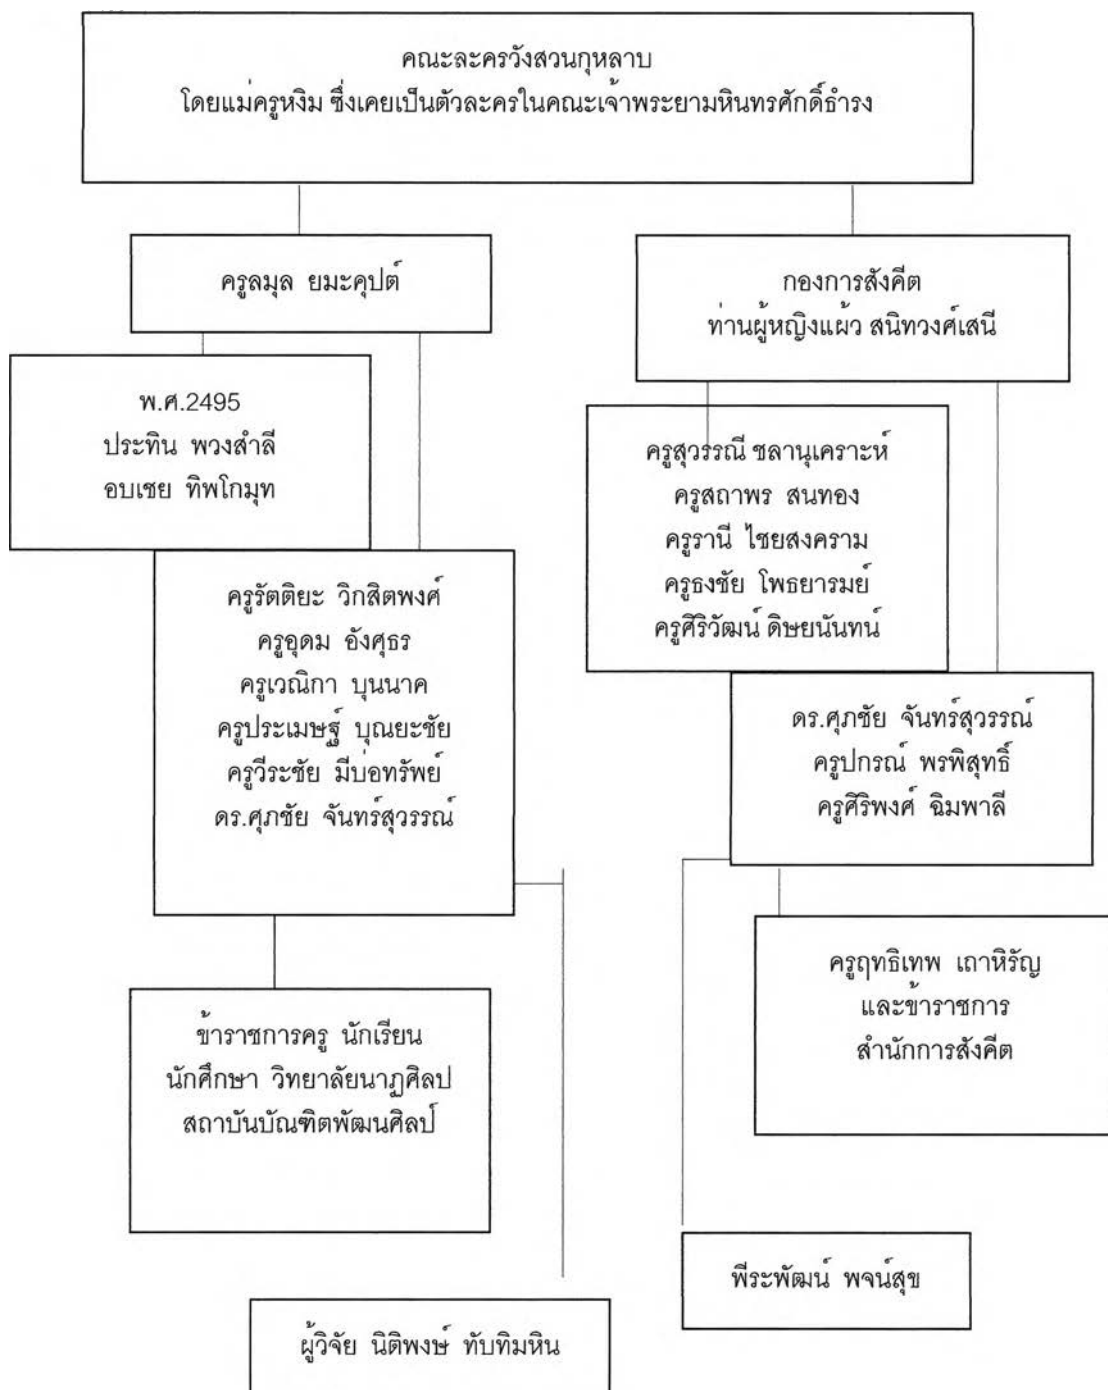 คณะละครวังสวนกุหลาบ
โดยแม่ครูหงิม ซึ่งเคยเป็นตัวละครในคณะเจ้าพระยามหินทรศักดิ์ธำรง
ครูลมุล ยมะคุปต์
กองการสังคีต
ท่านผู้หญิงแผ้ว สนิทวงศ์เสนี
พ.ศ.2495
ประทิน พวงสำลี
อบเชย ทิพโกมุท
ครูสุวรรณี ชลานุเคราะห์
ครูสถาพร สนทอง
ครูรานี ไชยสงคราม
ครูธงชัย โพธยารมย์
ครูศิริวัฒน์ ดิษยนันทน์
ครูรัตติยะ วิกสิตพงศ์
ครูอุดม อังศุธร
ครูเวณิกา บุนนาค
ครูประเมษฐ์ บุณยะชัย
ครูวีระชัย มีบ่อทรัพย์
ดร.ศุภชัย จันทร์สุวรรณ์
ดร.ศุภชัย จันทร์สุวรรณ์
ครูปกรณ์ พรพิสุทธิ์
ครูศิริพงศ์ ฉิมพาลี
ครูฤทธิเทพ เถาหิรัญ
และข้าราชการ
สำนักการสังคีต
ข้าราชการครู นักเรียน
นักศึกษา วิทยาลัยนาฏศิลป
สถาบันบัณฑิตพัฒนศิลป์
พีระพัฒน์ พจน์สุข
ผู้วิจัย นิติพงษ์ ทับทิมหิน